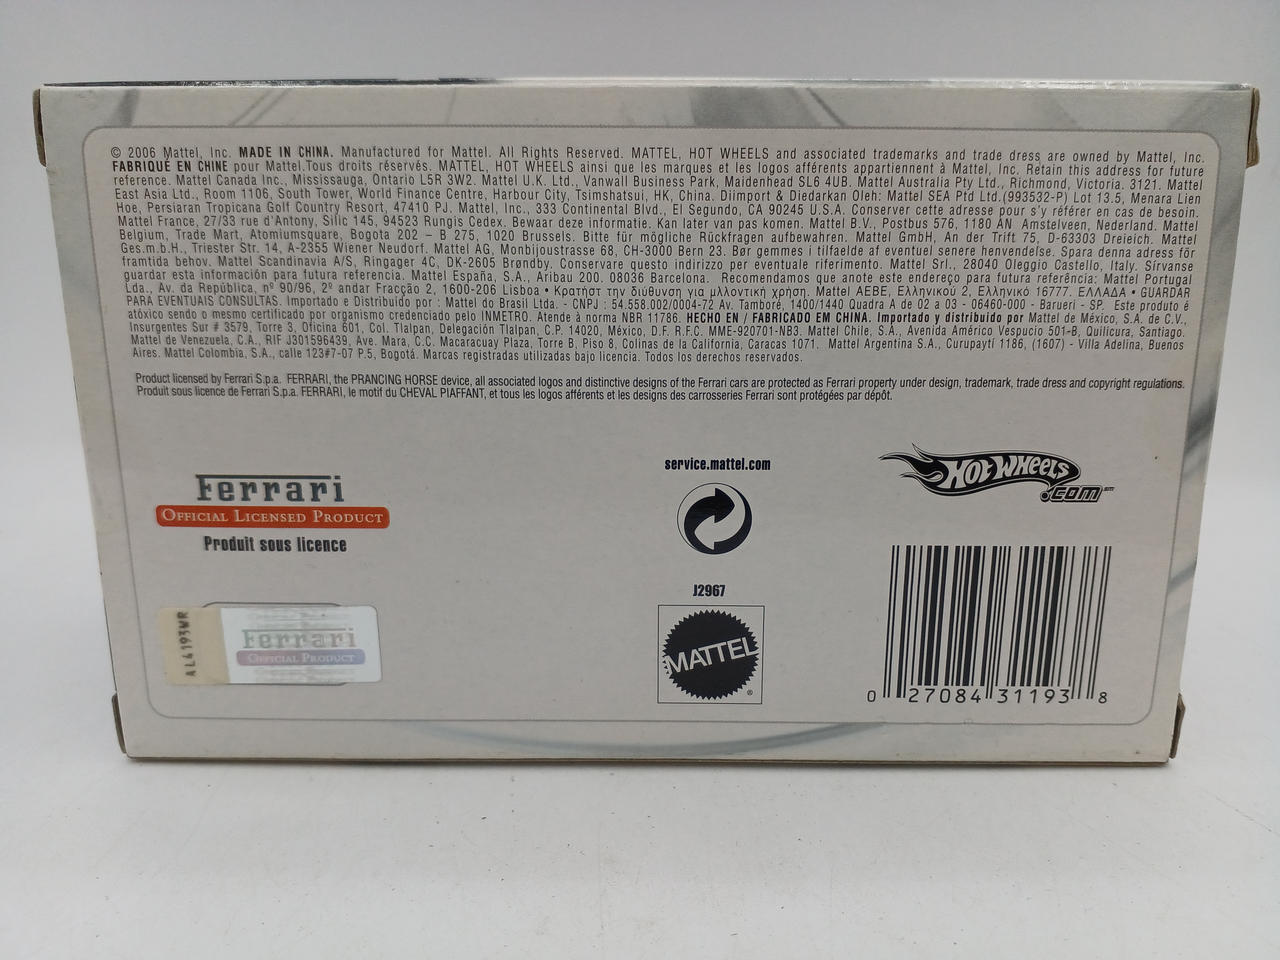 © 2006 Mattel, Inc. MADE IN CHINA. Manufactured for Mattel. All Rights Reserved. MATTEL, HOT WHEELS and associated trademarks and trade dress are owned by Mattel, Inc.
FABRIQUÉ EN CHINE pour Mattel.Tous droits réservés. MATTEL, HOT WHEELS ainsi que les marques et les logos afférents appartiennent à Mattel, Inc. Retain this address for future
reference. Mattel Canada Inc., Mississauga, Ontario L5R 3W2. Mattel U.K. Ltd., Vanwall Business Park, Maidenhead SL6 4UB. Mattel Australia Pty Ltd., Richmond, Victoria. 3121. Mattel
East Asia Ltd., Room 1106, South Tower, World Finance Centre, Harbour City, Tsimshatsui, HK, China. Diimport & Diedarkan Oleh: Mattel SEA Ptd Ltd.(993532-P) Lot 13.5, Menara Lien
Hoe, Persiaran Tropicana Golf Country Resort, 47410 PJ. Mattel, Inc., 333 Continental Blvd., El Segundo, CA 90245 U.S.A. Conserver cette adresse pour s'y référer en cas de besoin.
Mattel France, 27/33 rue d'Antony, Silic 145, 94523 Rungis Cedex. Bewaar deze informatie. Kan later van pas komen. Mattel B.V., Postbus 576, 1180 AN Amstelveen, Nederland. Mattel
Belgium, Trade Mart, Atomiumsquare, Bogota 202 – B 275, 1020 Brussels. Bitte für mögliche Rückfragen aufbewahren. Mattel GmbH, An der Trift 75, D-63303 Dreieich. Mattel
Ges.m.b.H., Triester Str. 14, A-2355 Wiener Neudorf. Mattel AG, Monbijoustrasse 68, CH-3000 Bern 23. Bør gemmes i tilfælde af eventuel senere henvendelse. Spara denna adress för
framtida behov. Mattel Scandinavia A/S, Ringager 4C, DK-2605 Brøndby. Conservare questo indirizzo per eventuale riferimento. Mattel Srl., 28040 Oleggio Castello, Italy. Sírvanse
guardar esta información para futura referencia. Mattel España, S.A., Aribau 200. 08036 Barcelona. Recomendamos que anote este endereço para futura referência: Mattel Portugal
Lda., Av. da República, nº 90/96, 2º andar Fracção 2, 1600-206 Lisboa • Κρατήστ την διύθυνση για μλλοντική χρήση. Mattel AEBE, Ελληνικού 2, Ελληνικό 16777. ΕΛΛΑΔΑ • GUARDAR
PARA EVENTUAIS CONSULTAS. Importado e Distribuido por : Mattel do Brasil Ltda. - CNPJ : 54.558.002/0004-72 Av. Tamboré, 1400/1440 Quadra A de 02 a 03 - 06460-000 - Barueri - SP. Este produto é
atóxico sendo o mesmo certificado por organismo credenciado pelo INMETRO. Atende à norma NBR 11786. HECHO EN / FABRICADO EM CHINA. Importado y distribuido por Mattel de México, S.A. de C.V.,
Insurgentes Sur # 3579, Torre 3, Oficina 601, Col. Tlalpan, Delegación Tlalpan, C.P. 14020, México, D.F. R.F.C. MME-920701-NB3. Mattel Chile, S.A., Avenida Américo Vespucio 501-B, Quilicura, Santiago.
Mattel de Venezuela, C.A., RIF J301596439, Ave. Mara, C.C. Macaracuay Plaza, Torre B, Piso 8, Colinas de la California, Caracas 1071. Mattel Argentina S.A., Curupaytí 1186, (1607) - Villa Adelina, Buenos
Aires. Mattel Colombia, S.A., calle 123#7-07 P.5, Bogotá. Marcas registradas utilizadas bajo licencia. Todos los derechos reservados.
Product licensed by Ferrari S.p.a. FERRARI, the PRANCING HORSE device, all associated logos and distinctive designs of the Ferrari cars are protected as Ferrari property under design, trademark, trade dress and copyright regulations.
Produit sous licence de Ferrari S.p.a. FERRARI, le motif du CHEVAL PIAFFANT, et tous les logos afférents et les designs des carrosseries Ferrari sont protégées par dépôt.
Ferrari
OFFICIAL LICENSED PRODUCT
Produit sous licence
AL4193WR
Ferrari
OFFICIAL PRODUCT
service.mattel.com
J2967
MATTEL
®
HOT WHEELS
.COM
0 27084 31193 8